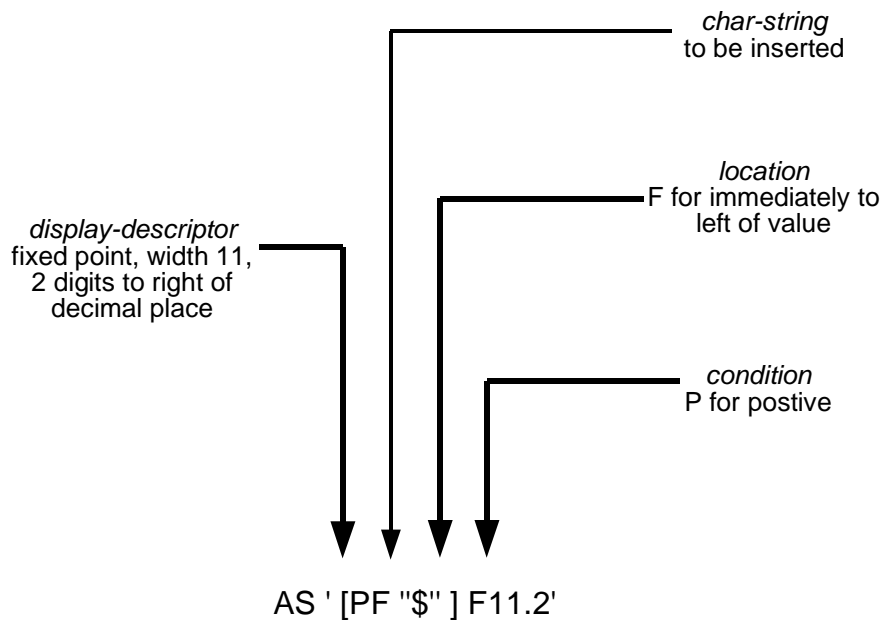 char-string
to be inserted
location
F for immediately to
left of value
display-descriptor
fixed point, width 11,
2 digits to right of
decimal place
condition
P for postive
AS ' [PF "$" ] F11.2'